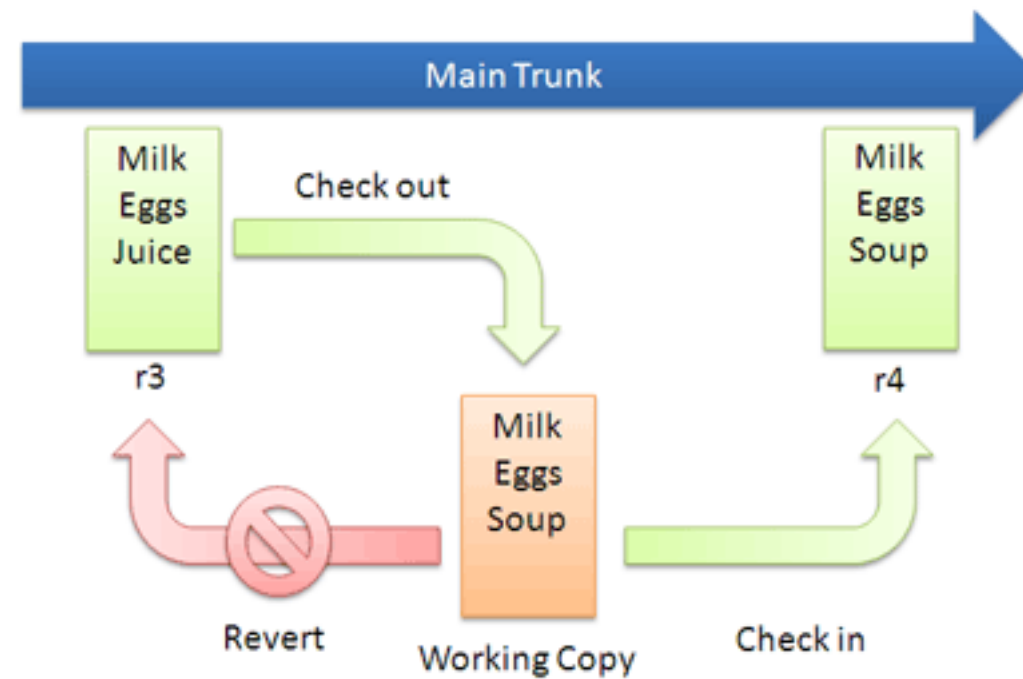 Main Trunk
Milk
Eggs
Juice
r3
Check out
Milk
Eggs
Soup
r4
Milk
Eggs
Soup
Working Copy
Revert
Check in